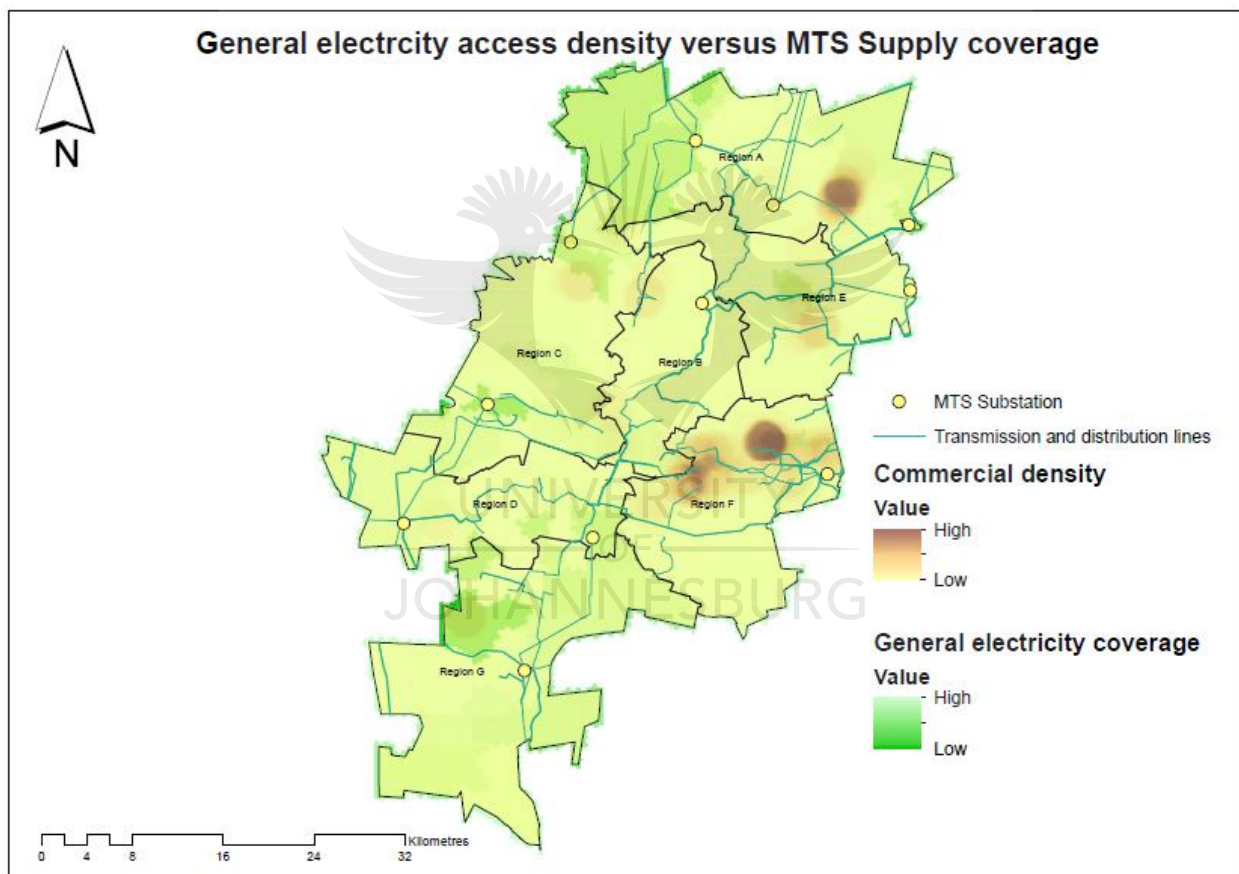 General electrcity access density versus MTS Supply coverage
N
Region A
Region E
Region C
Region B
MTS Substation
Transmission and distribution lines
Commercial density
Value
High
Low
Region D
Region F
UNIVERSITY
OF
JOHANNESBURG
General electricity coverage
Value
High
Low
Region G
Kilometres
0 4 8 16 24 32